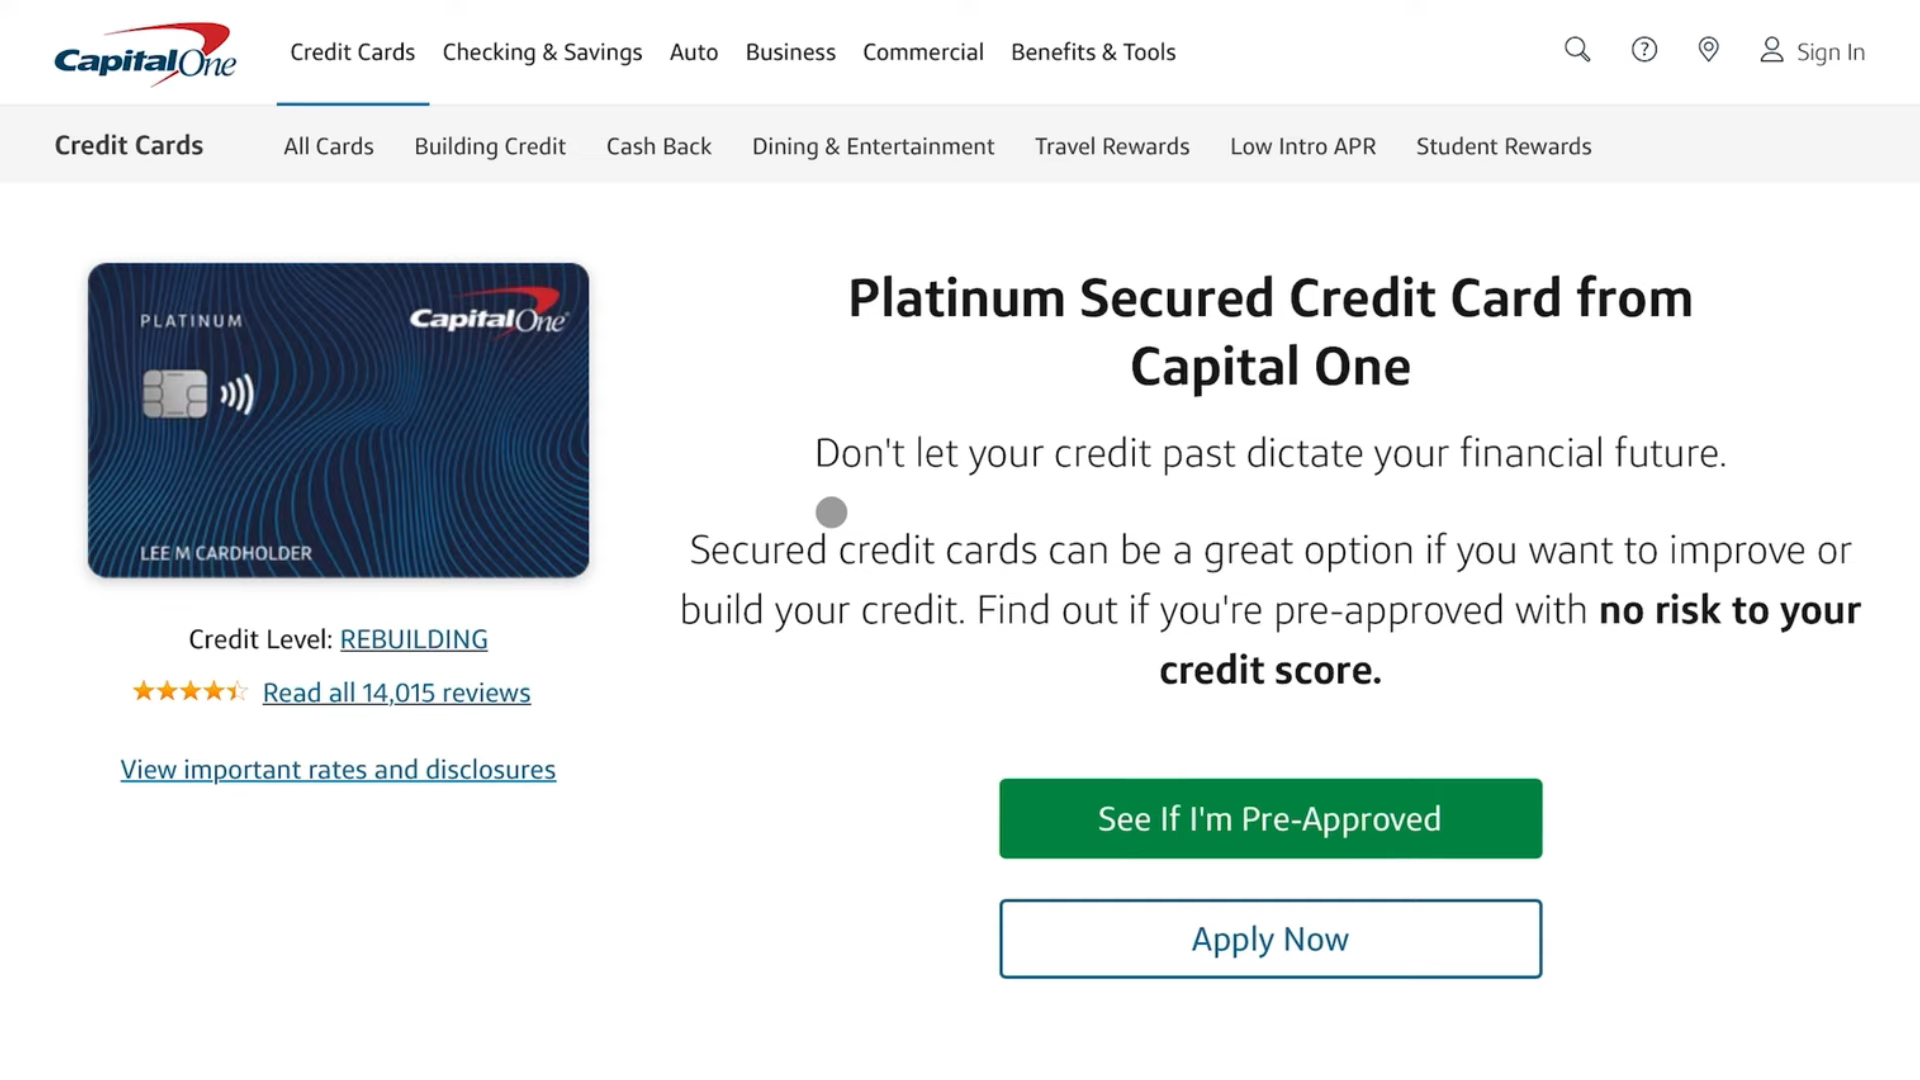 CapitalOne
Credit Cards
Checking & Savings
Auto
Business
Commercial
Benefits & Tools
Sign In
Credit Cards
All Cards
Building Credit
Cash Back
Dining & Entertainment
Travel Rewards
Low Intro APR
Student Rewards
PLATINUM
CapitalOne®
LEE M CARDHOLDER
Credit Level: REBUILDING
Read all 14,015 reviews
View important rates and disclosures
Platinum Secured Credit Card from
Capital One
Don't let your credit past dictate your financial future.
Secured credit cards can be a great option if you want to improve or
build your credit. Find out if you're pre-approved with no risk to your
credit score.
See If I'm Pre-Approved
Apply Now